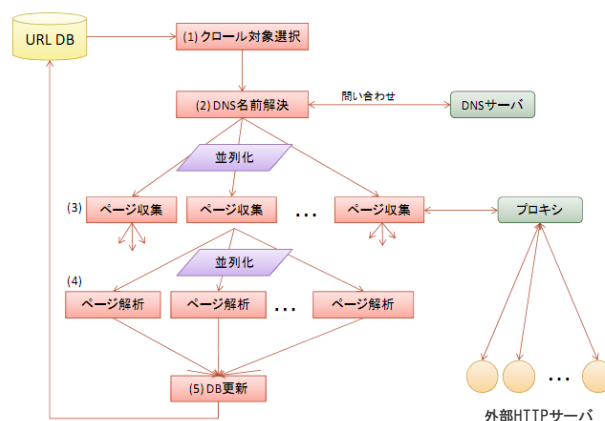 URL DB
(1)クロール対象選択
(2)DNS名前解決
問い合わせ
DNSサーバ
並列化
(3)
ページ収集
ページ収集
...
ページ収集
プロキシ
(4)
並列化
ページ解析
ページ解析
...
ページ解析
(5)DB更新
...
外部HTTPサーバ